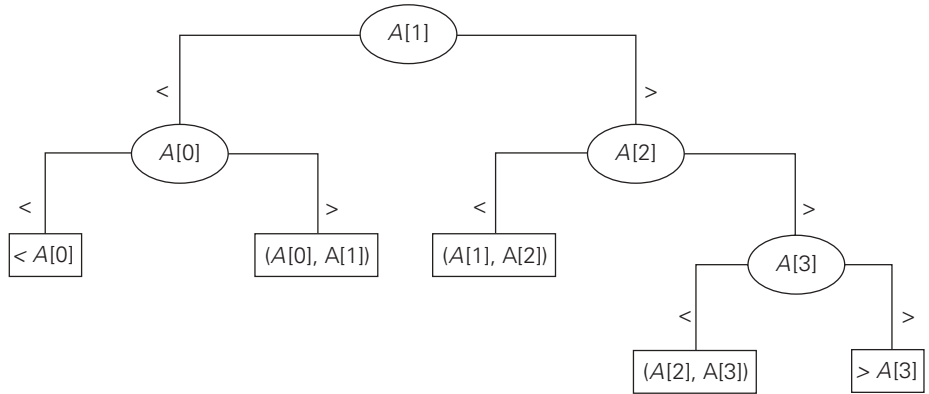 A[1]
<
>
A[0]
A[2]
<
>
<
>
< A[0]
(A[0], A[1])
(A[1], A[2])
A[3]
<
>
(A[2], A[3])
> A[3]